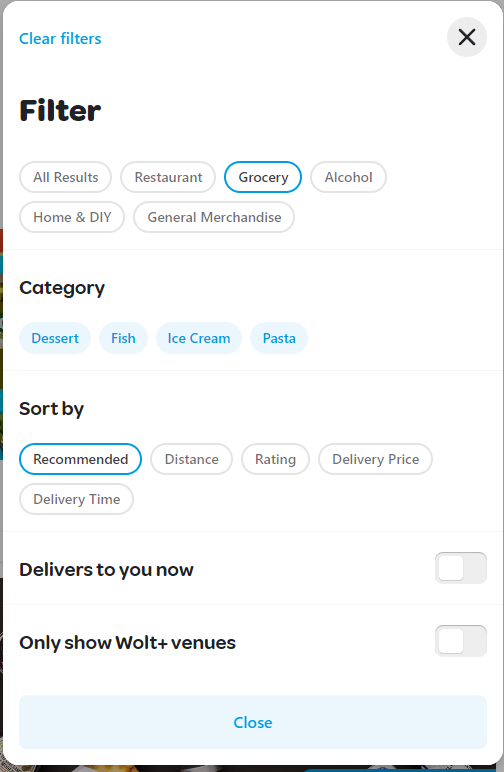 Clear filters
Filter
All Results Restaurant Grocery Alcohol
Home & DIY General Merchandise
Category
Dessert Fish Ice Cream Pasta
Sort by
Recommended Distance Rating Delivery Price
Delivery Time
Delivers to you now
Only show Wolt+ venues
Close